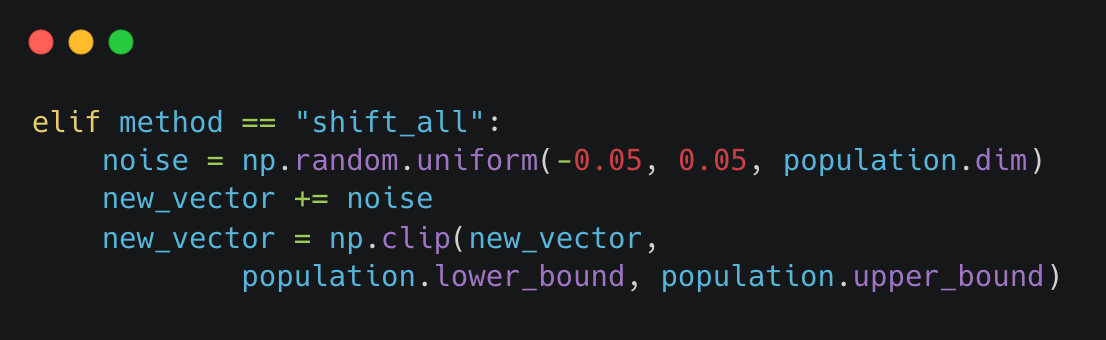 elif method == "shift_all":
    noise = np.random.uniform(-0.05, 0.05, population.dim)
    new_vector += noise
    new_vector = np.clip(new_vector,
            population.lower_bound, population.upper_bound)